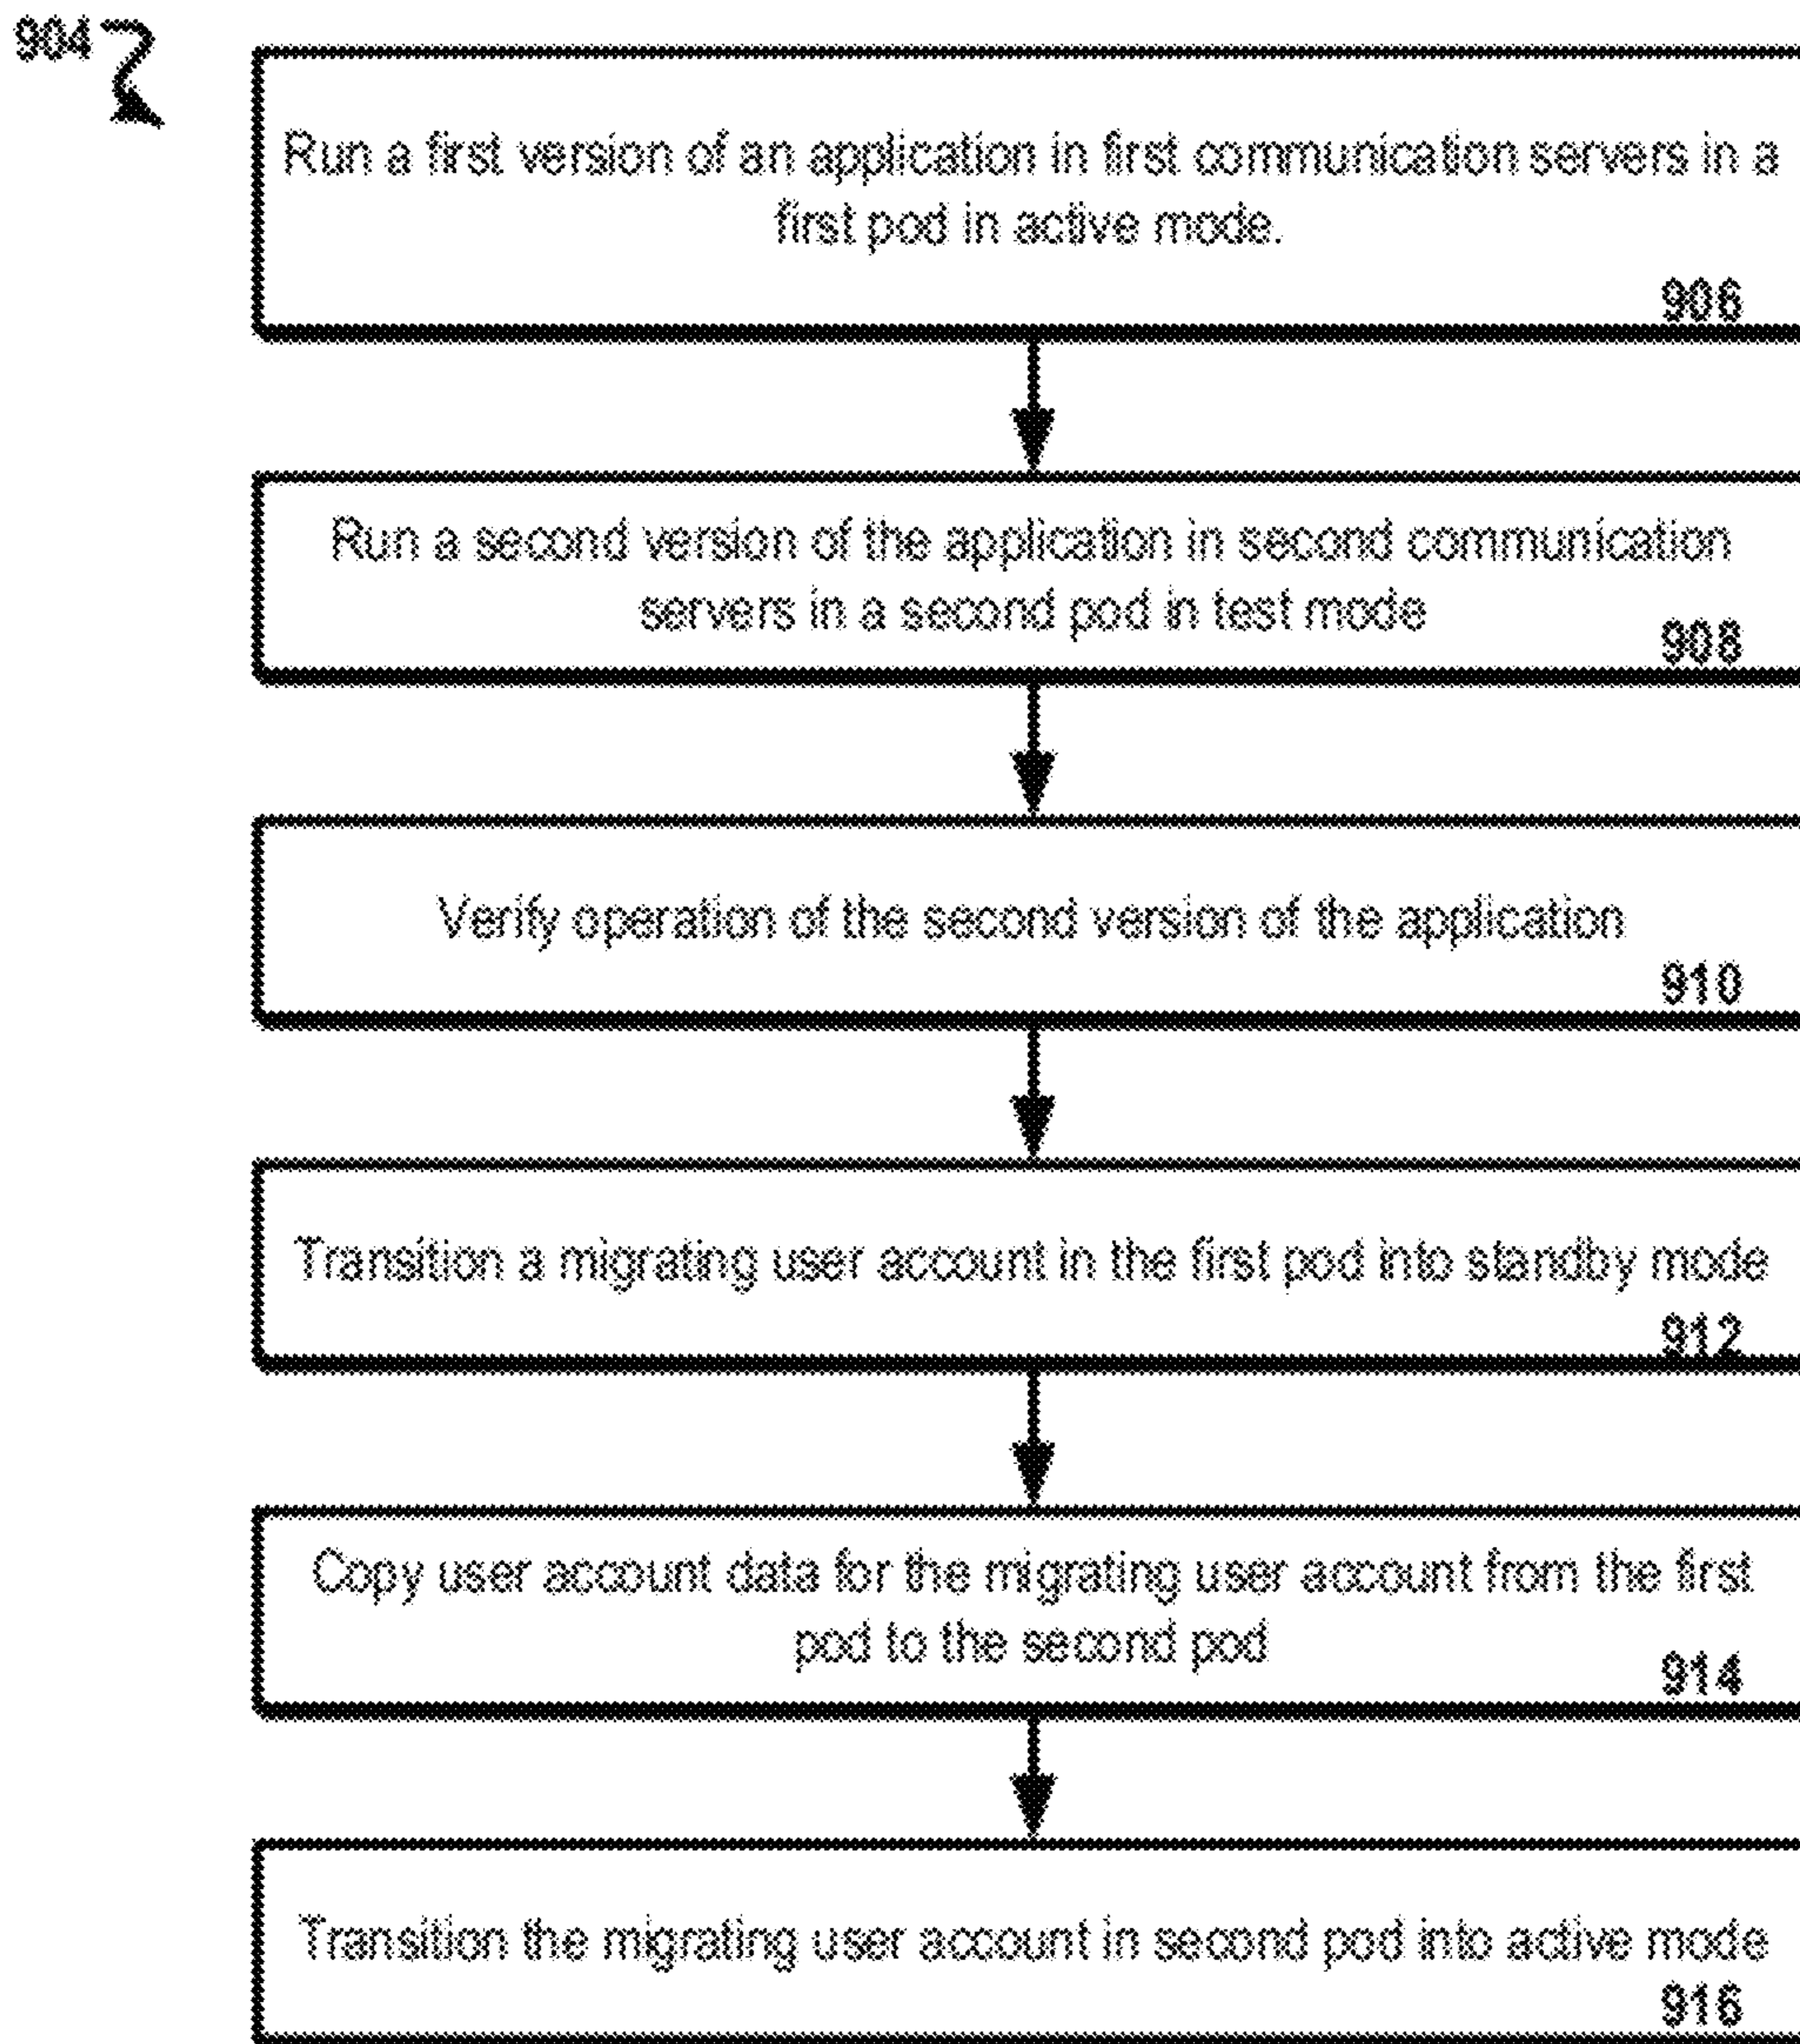 904
Run a first version of an application in first communication servers in a
first pod in active mode.
906
Run a second version of the application in second communication
servers in a second pod in test mode
908
Verify operation of the second version of the application
910
Transition a migrating user account in the first pod into standby mode
912
Copy user account data for the migrating user account from the first
pod to the second pod
914
Transition the migrating user account in second pod into active mode
916